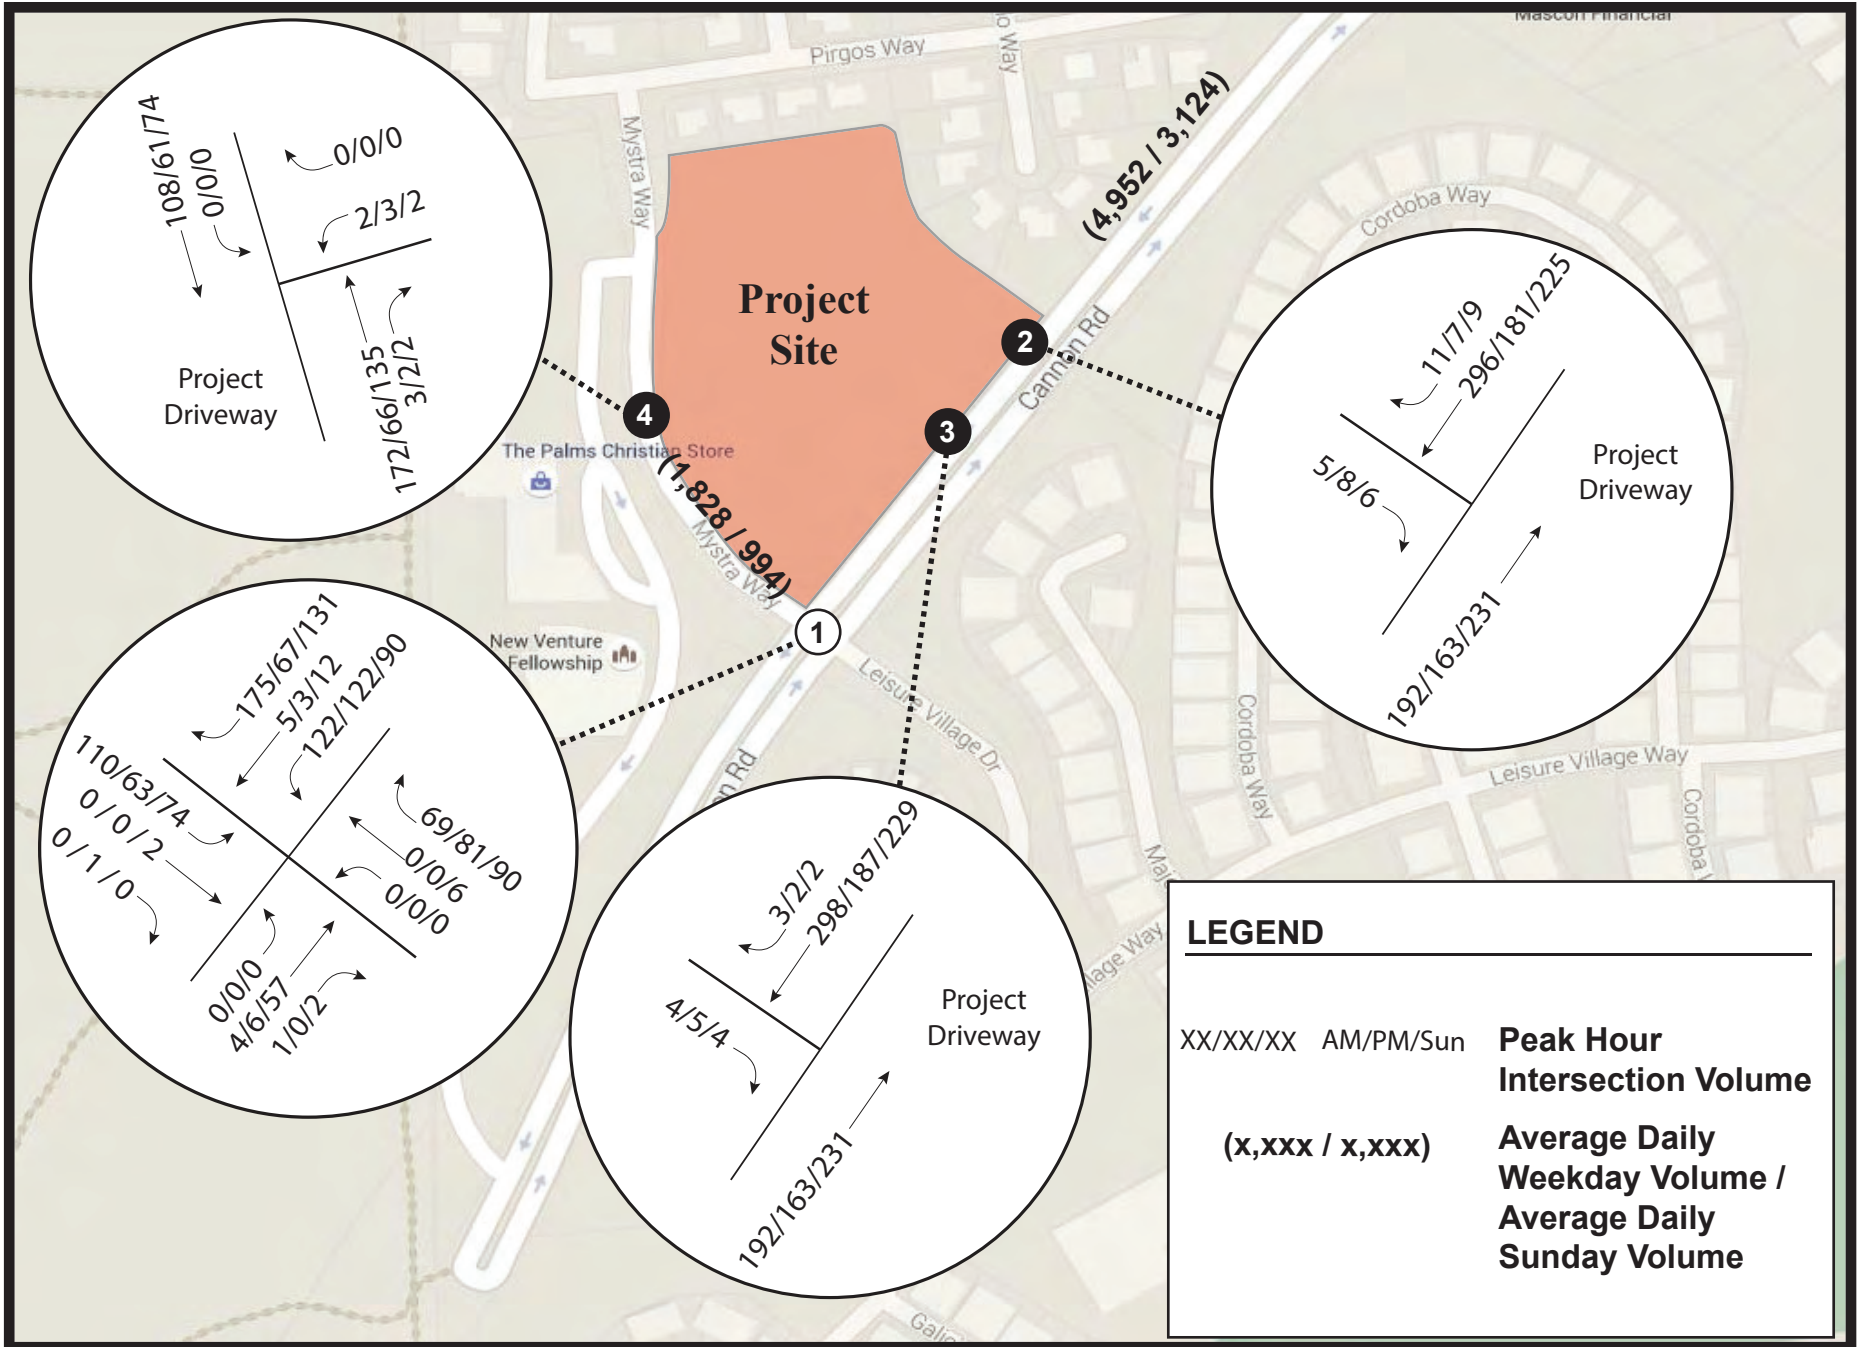 Mascon Financial
Pirgos Way
o Way
Mystra Way
(4,952 / 3,124)
Cordoba Way
108/61/74
0/0/0
0/0/0
2/3/2
172/66/135
3/2/2
Project
Driveway
Project
Site
2
3
4
1
Cannon Rd
The Palms Christian Store
(1,828 / 994)
Mystra Way
11/7/9
296/181/225
5/8/6
192/163/231
Project
Driveway
New Venture
Fellowship
Leisure Village Dr
Cordoba Way
Leisure Village Way
Cordoba
on Rd
175/67/131
5/3/12
122/122/90
110/63/74
0 / 0 / 2
0 / 1 / 0
69/81/90
0/0/6
0/0/0
0/0/0
4/6/57
1/0/2
3/2/2
298/187/229
4/5/4
192/163/231
Project
Driveway
llage Way
LEGEND
XX/XX/XX AM/PM/Sun Peak Hour
Intersection Volume
(x,xxx / x,xxx) Average Daily
Weekday Volume /
Average Daily
Sunday Volume